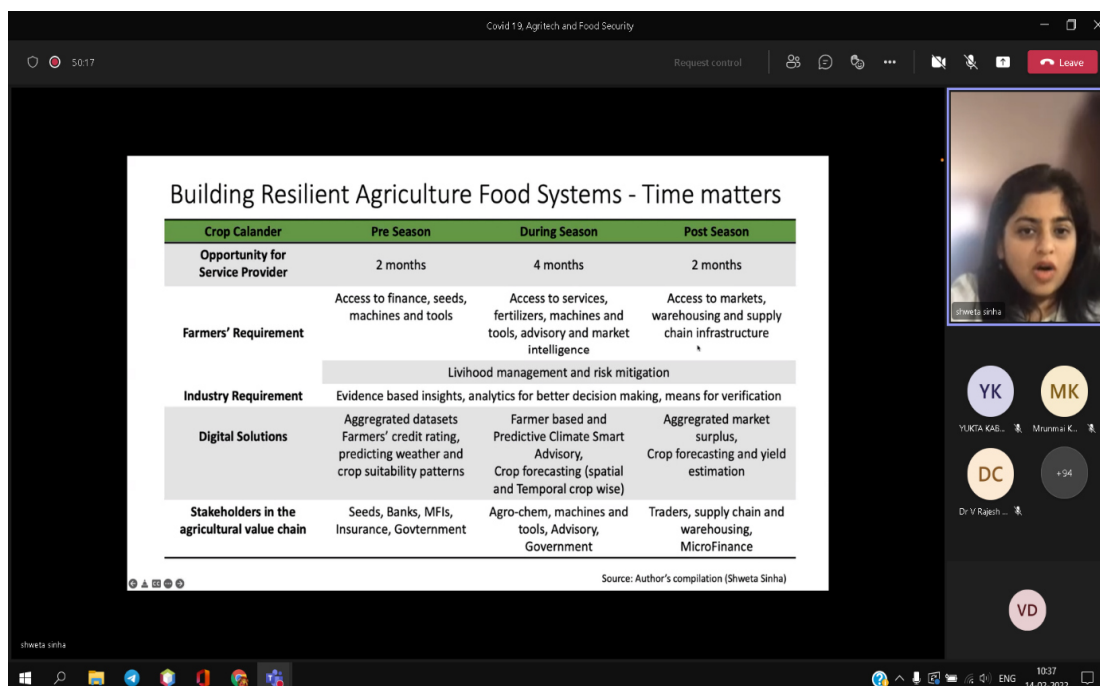 Covid 19, Agritech and Food Security
50:17
Request control
Leave
Building Resilient Agriculture Food Systems - Time matters
Crop Calander
Pre Season
During Season
Post Season
Opportunity for
Service Provider
2 months
4 months
2 months
Farmers' Requirement
Access to finance, seeds,
machines and tools
Access to services,
fertilizers, machines and
tools, advisory and market
intelligence
Access to markets,
warehousing and supply
chain infrastructure
Livihood management and risk mitigation
Industry Requirement
Evidence based insights, analytics for better decision making, means for verification
Digital Solutions
Aggregrated datasets
Farmers' credit rating,
predicting weather and
crop suitability patterns
Farmer based and
Predictive Climate Smart
Advisory,
Crop forecasting (spatial
and Temporal crop wise)
Aggregrated market
surplus,
Crop forecasting and yield
estimation
Stakeholders in the
agricultural value chain
Seeds, Banks, MFIs,
Insurance, Govternment
Agro-chem, machines and
tools, Advisory,
Government
Traders, supply chain and
warehousing,
MicroFinance
Source: Author's compilation (Shweta Sinha)
shweta sinha
shweta sinha
YK
YUKTA KAB...
MK
Mrunmai K...
DC
Dr V Rajesh ...
+94
VD
ENG
10:37
14-02-2022